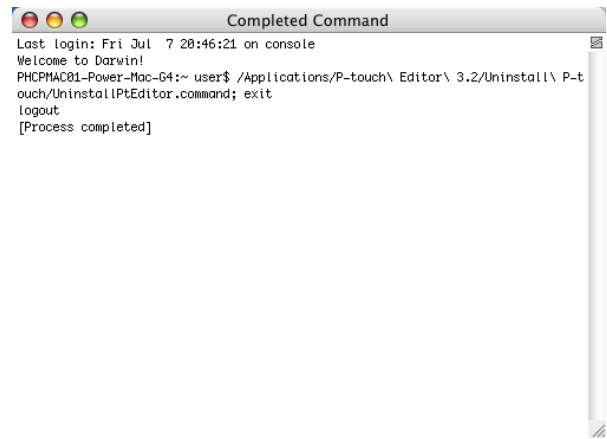 Completed Command
Last login: Fri Jul  7 20:46:21 on console
Welcome to Darwin!
PHCPMAC01-Power-Mac-G4:~ user$ /Applications/P-touch\ Editor\ 3.2/Uninstall\ P-t
ouch/UninstallPtEditor.command; exit
logout
[Process completed]